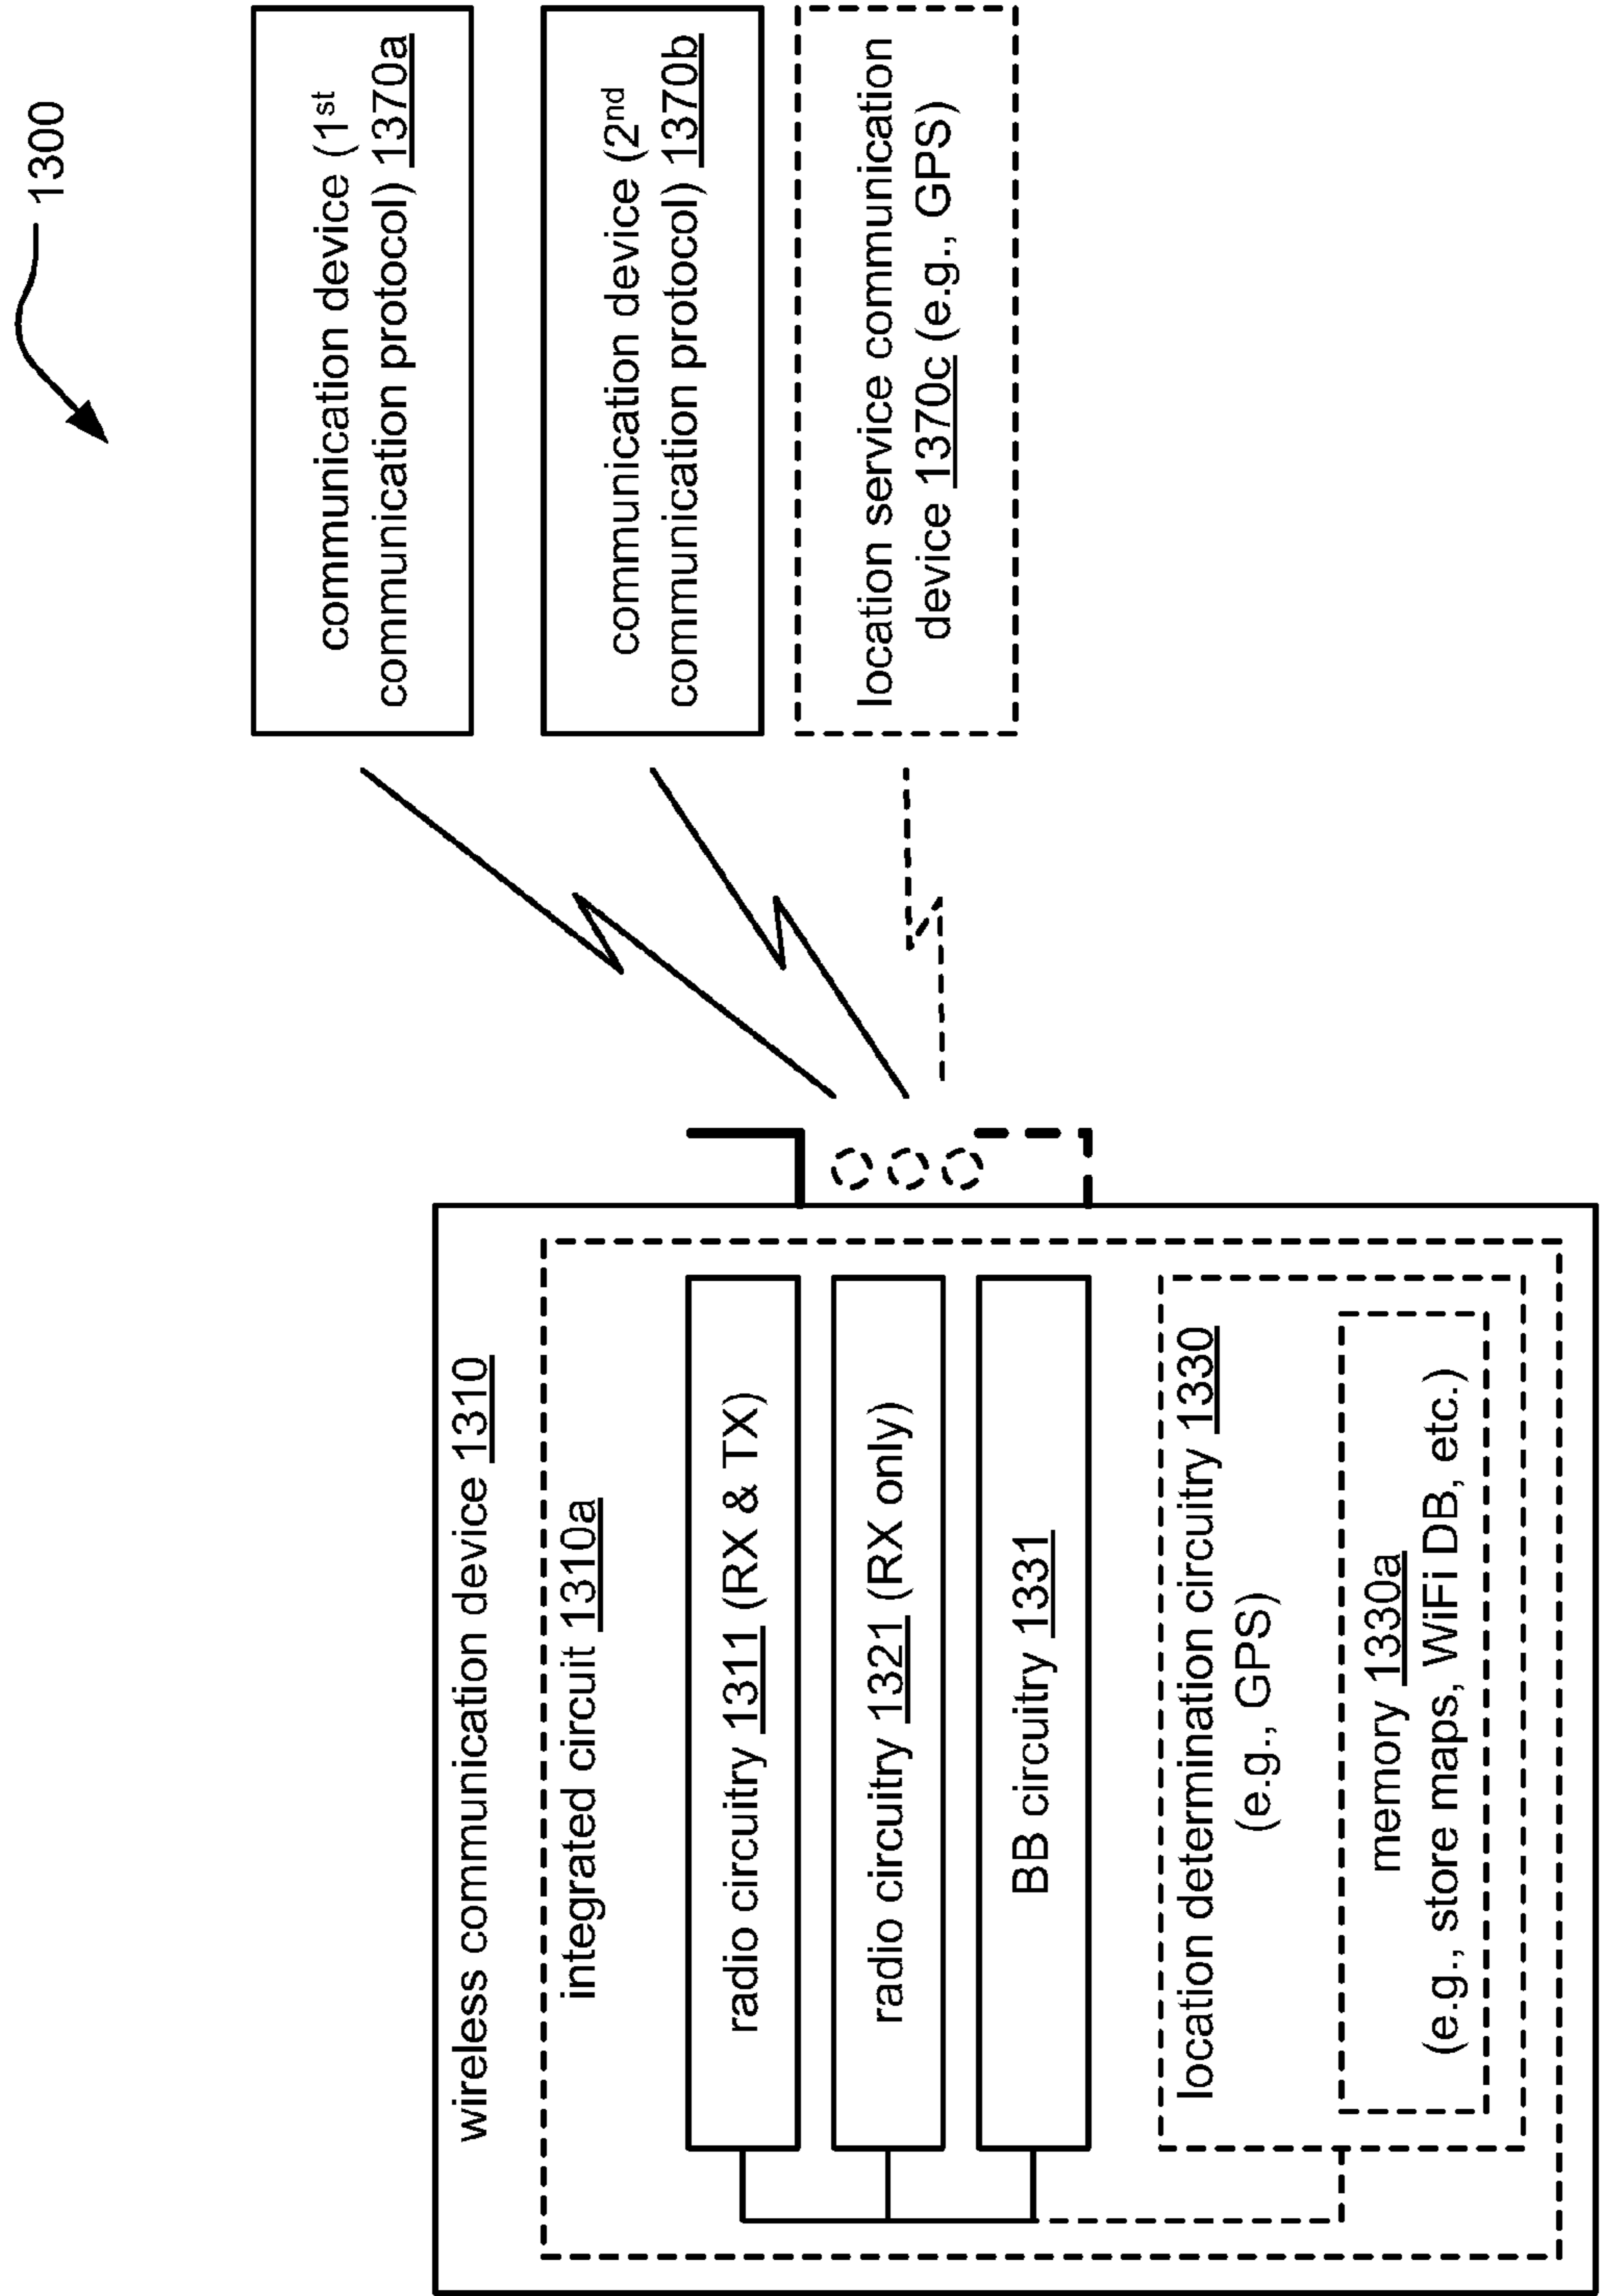 1300
wireless communication device 1310
integrated circuit 1310a
radio circuitry 1311 (RX & TX)
radio circuitry 1321 (RX only)
BB circuitry 1331
location determination circuitry 1330
(e.g., GPS)
memory 1330a
(e.g., store maps, WiFi DB, etc.)
communication device (1st
communication protocol) 1370a
communication device (2nd
communication protocol) 1370b
location service communication
device 1370c (e.g., GPS)